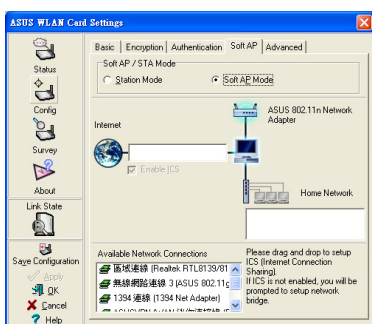 ASUS WLAN Card Settings
Status
Config
Survey
About
Link State
Save Configuration
Apply
OK
Cancel
Help
Basic
Encryption
Authentication
Soft AP
Advanced
Soft AP / STA Mode
Station Mode
Soft AP Mode
Internet
ASUS 802.11n Network
Adapter
Enable ICS
Home Network
Available Network Connections
區域連線 (Realtek RTL8139/81
無線網路連線 3 (ASUS 802.11g
1394 連線 (1394 Net Adapter)
Please drag and drop to setup
ICS (Internet Connection
Sharing).
If ICS is not enabled, you will be
prompted to setup network
bridge.